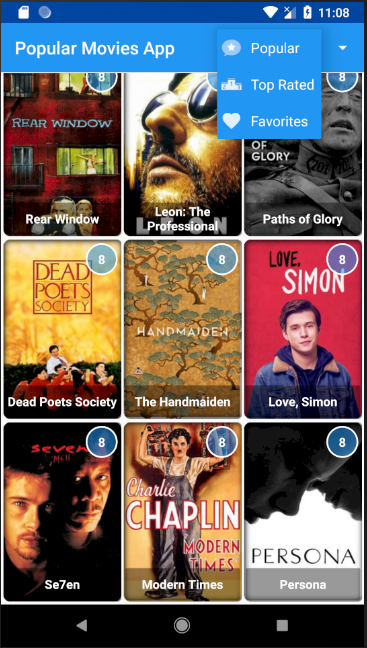 11:08
Popular Movies App
Popular
Top Rated
Favorites
8
8
REAR WINDOW
OF
GLORY
LEON
Rear Window
Leon: The
Professional
Paths of Glory
8
8
8
DEAD
POETS
SOCIETY
HANDMAIDEN
LOVE,
SIMON
Dead Poets Society
The Handmaiden
Love, Simon
8
8
8
seven
Charlie
CHAPLIN
MODERN
TIMES
PERSONA
Se7en
Modern Times
Persona